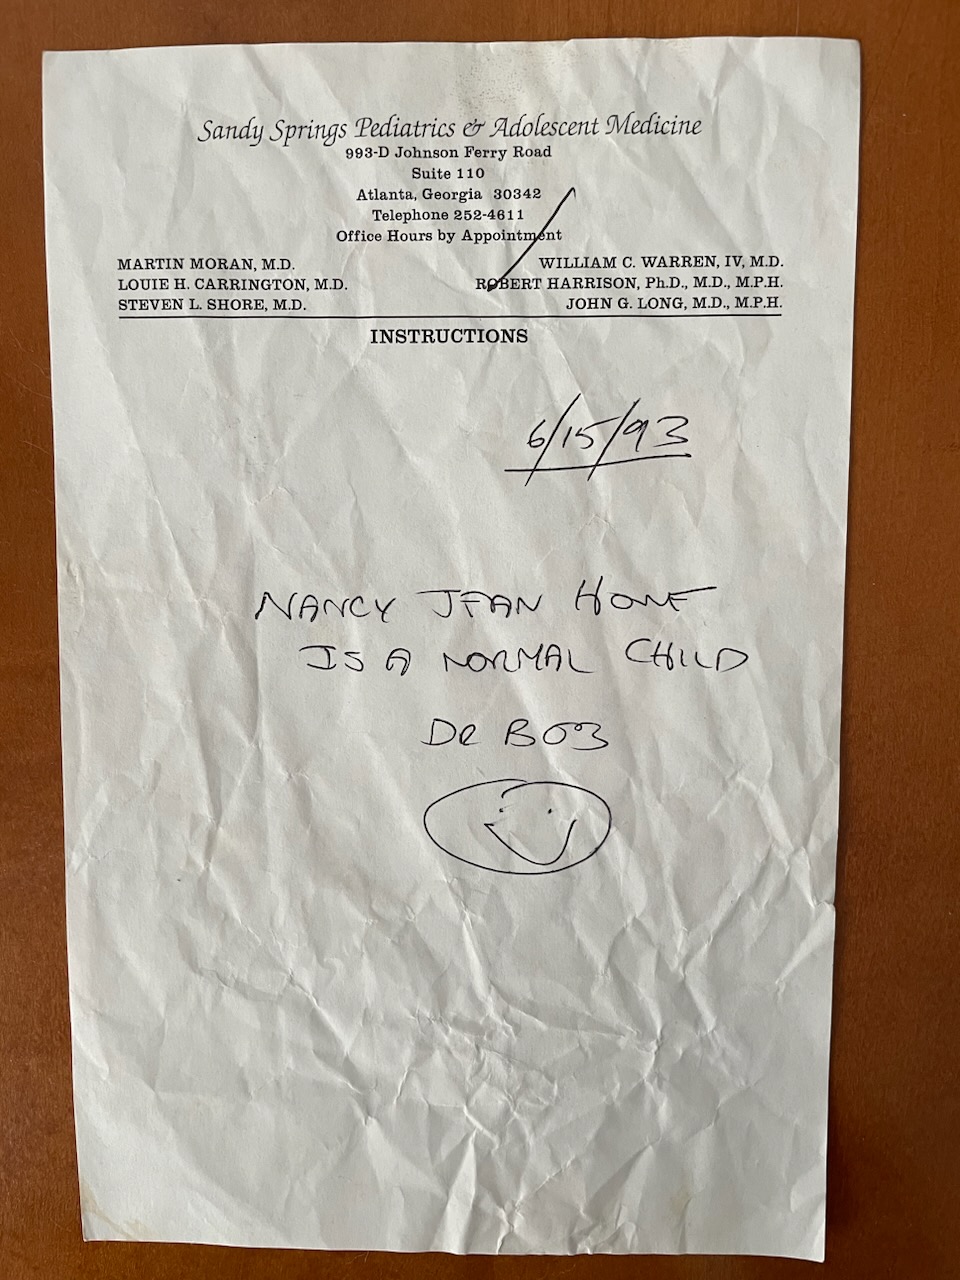 Sandy Springs Pediatrics & Adolescent Medicine
993-D Johnson Ferry Road
Suite 110
Atlanta, Georgia 30342
Telephone 252-4611
Office Hours by Appointment
MARTIN MORAN, M.D.
LOUIE H. CARRINGTON, M.D.
STEVEN L. SHORE, M.D.
WILLIAM C. WARREN, IV, M.D.
ROBERT HARRISON, Ph.D., M.D., M.P.H.
JOHN G. LONG, M.D., M.P.H.
INSTRUCTIONS
6/15/93
NANCY JEAN HONE
IS A NORMAL CHILD
DR BOB